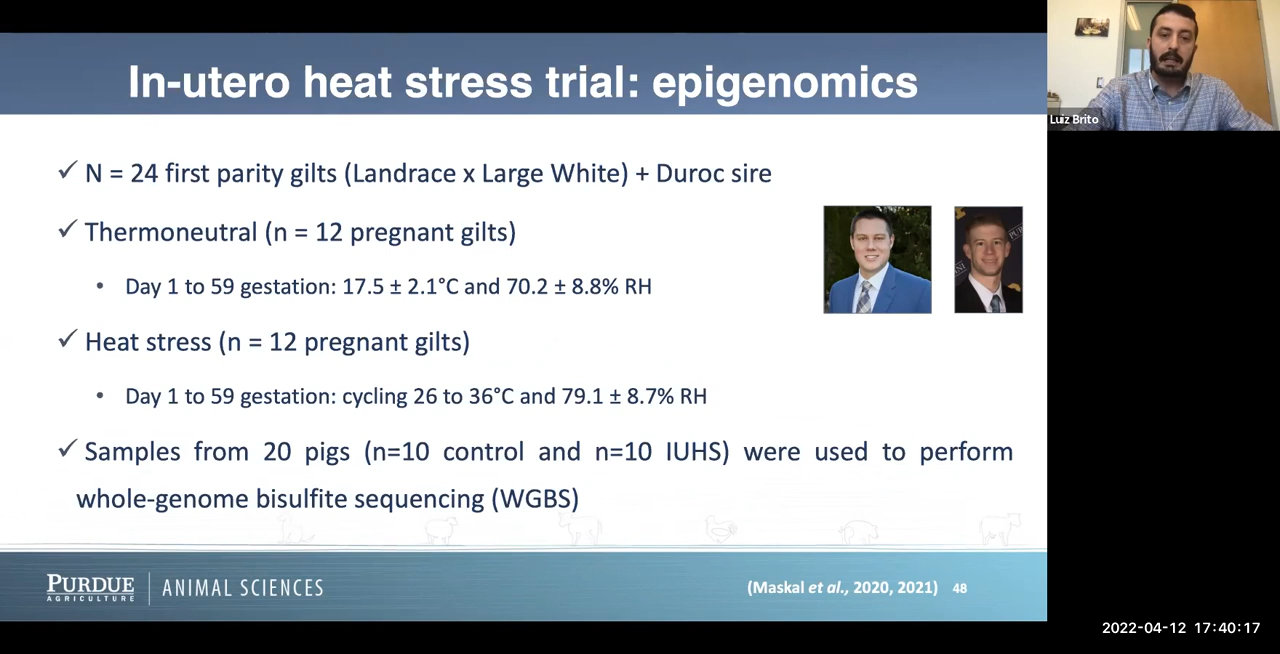 In-utero heat stress trial: epigenomics
✓ N = 24 first parity gilts (Landrace x Large White) + Duroc sire
✓ Thermoneutral (n = 12 pregnant gilts)
• Day 1 to 59 gestation: 17.5 ± 2.1°C and 70.2 ± 8.8% RH
✓ Heat stress (n = 12 pregnant gilts)
• Day 1 to 59 gestation: cycling 26 to 36°C and 79.1 ± 8.7% RH
✓ Samples from 20 pigs (n=10 control and n=10 IUHS) were used to perform
whole-genome bisulfite sequencing (WGBS)
PURDUE
AGRICULTURE
ANIMAL SCIENCES
(Maskal et al., 2020, 2021) 48
Luiz Brito
2022-04-12 17:40:17